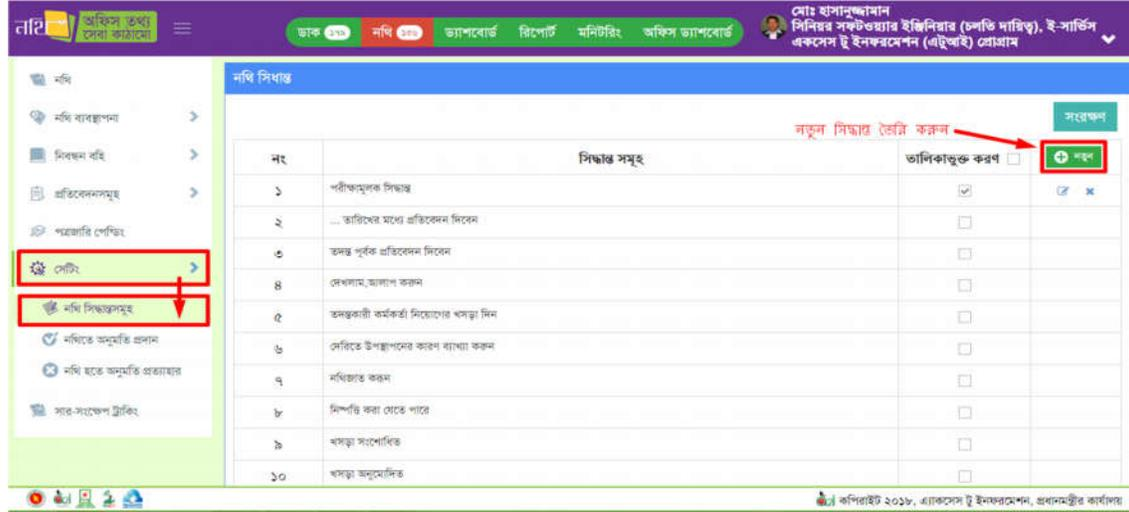 নথি
অফিস তথ্য
সেবা কাঠামো
ডাক ১৭৯ নথি ড্যাশবোর্ড রিপোর্ট মনিটরিং অফিস ড্যাশবোর্ড
মোঃ হাসানুজ্জামান
সিনিয়র সফটওয়্যার ইঞ্জিনিয়ার (চলতি দায়িত্ব), ই-সার্ভিস
একসেস টু ইনফরমেশন (এটুআই) প্রোগ্রাম
নথি
নথি ব্যবস্থাপনা
নিবন্ধন বহি
প্রতিবেদনসমূহ
পত্রজারি পেন্ডিং
সেটিং
নথি সিদ্ধান্তসমূহ
নথিতে অনুমতি প্রদান
নথি হতে অনুমতি প্রত্যাহার
সার-সংক্ষেপ ট্রাকিং
নথি সিধান্ত
সংরক্ষণ
নতুন সিদ্ধান্ত তৈরি করুন
নং সিদ্ধান্ত সমূহ তালিকাভুক্ত করণ নতুন
১ পরীক্ষামূলক সিদ্ধান্ত
২ ... তারিখের মধ্যে প্রতিবেদন দিবেন
৩ তদন্ত পূর্বক প্রতিবেদন দিবেন
৪ দেখলাম,আলাপ করুন
৫ তদন্তকারী কর্মকর্তা নিয়োগের খসড়া দিন
৬ দেরিতে উপস্থাপনের কারণ ব্যাখ্যা করুন
৭ নথিজাত করুন
৮ নিষ্পত্তি করা যেতে পারে
৯ খসড়া সংশোধিত
১০ খসড়া অনুমোদিত
কপিরাইট ২০১৮, এ্যাকসেস টু ইনফরমেশন, প্রধানমন্ত্রীর কার্যালয়